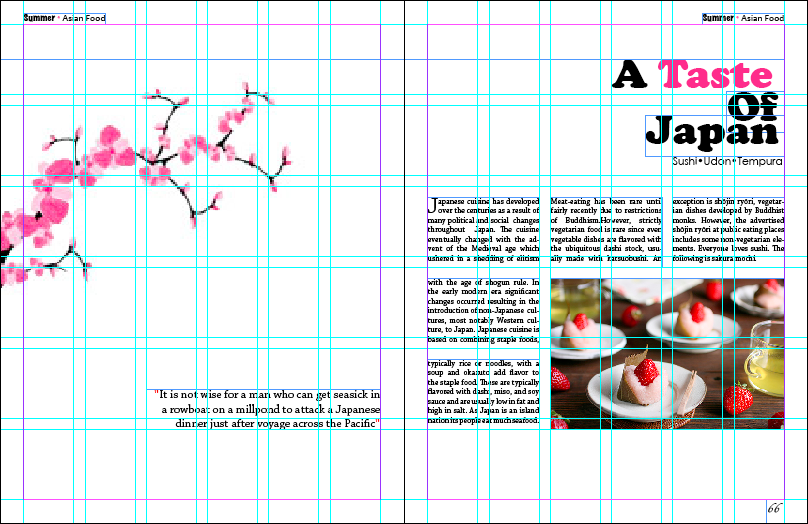 Summer • Asian Food
"It is not wise for a man who can get seasick in
a rowboat on a millpond to attack a Japanese
dinner just after voyage across the Pacific"
Summer • Asian Food
A Taste
Of
Japan
Sushi•Udon•Tempura
Japanese cuisine has developed
over the centuries as a result of
many political and social changes
throughout Japan. The cuisine
eventually changed with the ad-
vent of the Medieval age which
ushered in a shedding of elitism
with the age of shogun rule. In
the early modern era significant
changes occurred resulting in the
introduction of non-Japanese cul-
tures, most notably Western cul-
ture, to Japan. Japanese cuisine is
based on combining staple foods,
typically rice or noodles, with a
soup and okazuto add flavor to
the staple food. These are typically
flavored with dashi, miso, and soy
sauce and are usually low in fat and
high in salt. As Japan is an island
nation its people eat much seafood.
Meat-eating has been rare until
fairly recently due to restrictions
of Buddhism.However, strictly
vegetarian food is rare since even
vegetable dishes are flavored with
the ubiquitous dashi stock, usu-
ally made with katsuobushi. An
exception is shōjin ryōri, vegetar-
ian dishes developed by Buddhist
monks. However, the advertised
shōjin ryōri at public eating places
includes some non-vegetarian ele-
ments. Everyone loves sushi. The
following is sakura mochi.
66